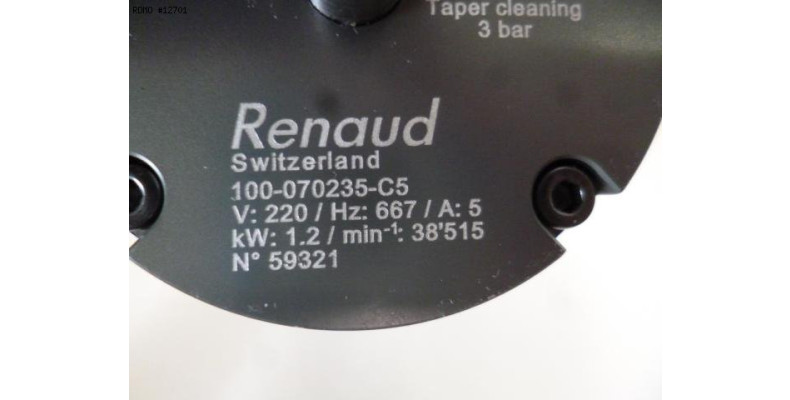 RDMO #12701
Taper cleaning
3 bar
Renaud
Switzerland
100-070235-C5
V: 220 / Hz: 667 / A: 5
kW: 1.2 / min⁻¹: 38'515
N° 59321